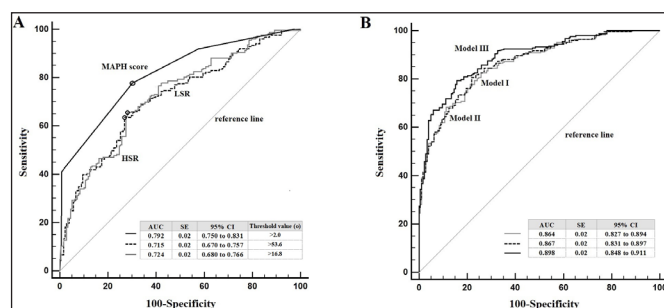 A
100
80
60
40
20
0
Sensitivity
MAPH score
LSR
HSR
reference line
AUC SE 95% CI Threshold value (s)
0.792 0.02 0.750 to 0.831 >2.0
0.715 0.02 0.670 to 0.757 >53.6
0.724 0.02 0.680 to 0.766 >16.8
0 20 40 60 80 100
100-Specificity
B
100
80
60
40
20
0
Sensitivity
Model III
Model I
Model II
reference line
AUC SE 95% CI
0.864 0.02 0.827 to 0.894
0.867 0.02 0.831 to 0.897
0.898 0.02 0.848 to 0.911
0 20 40 60 80 100
100-Specificity